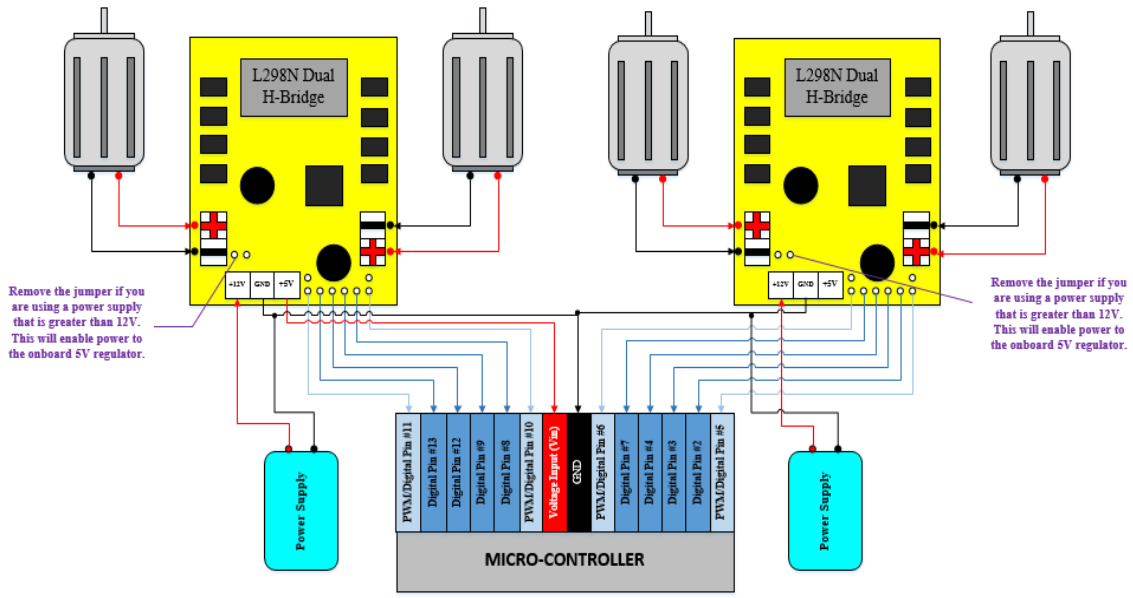 L298N Dual
H-Bridge
L298N Dual
H-Bridge
+12V
GND
+5V
+12V
GND
+5V
Remove the jumper if you
are using a power supply
that is greater than 12V.
This will enable power to
the onboard 5V regulator.
Remove the jumper if you
are using a power supply
that is greater than 12V.
This will enable power to
the onboard 5V regulator.
Power Supply
PWM/Digital Pin #11
Digital Pin #13
Digital Pin #12
Digital Pin #9
Digital Pin #8
PWM/Digital Pin #10
Voltage Input (Vin)
GND
PWM/Digital Pin #6
Digital Pin #7
Digital Pin #4
Digital Pin #3
Digital Pin #2
PWM/Digital Pin #5
Power Supply
MICRO-CONTROLLER